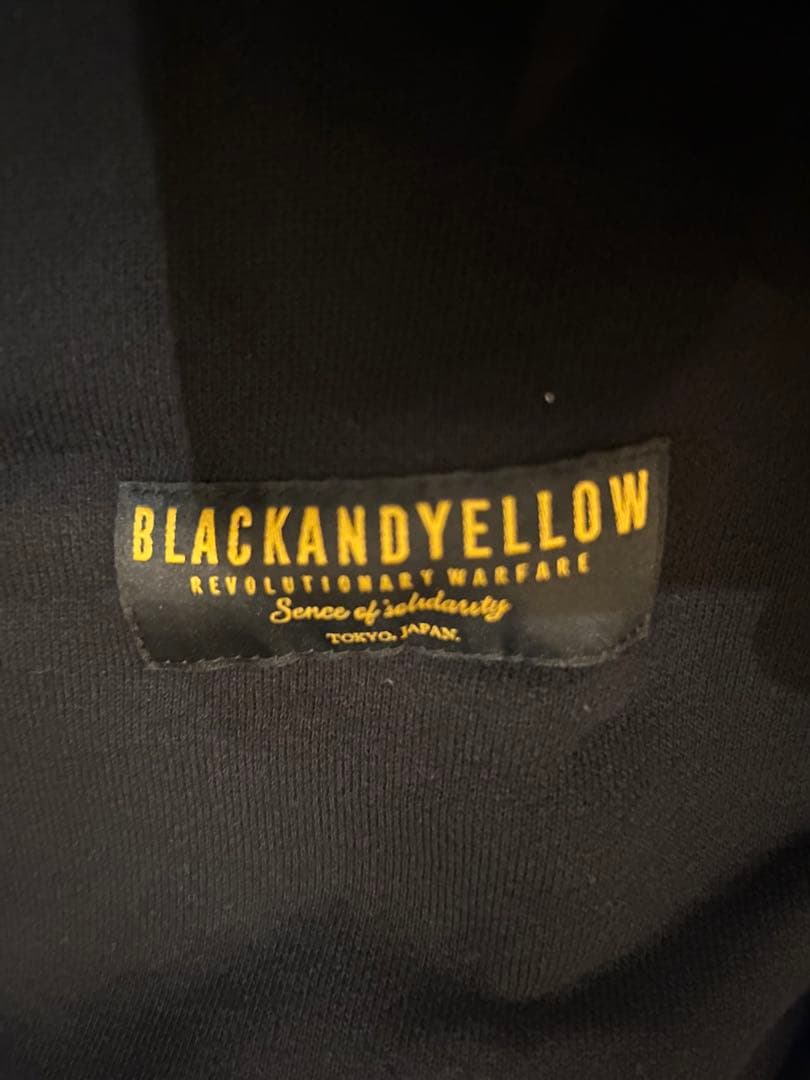 BLACKANDYELLOW
REVOLUTIONARY WARFARE
Sence of solidarity
TOKYO, JAPAN.